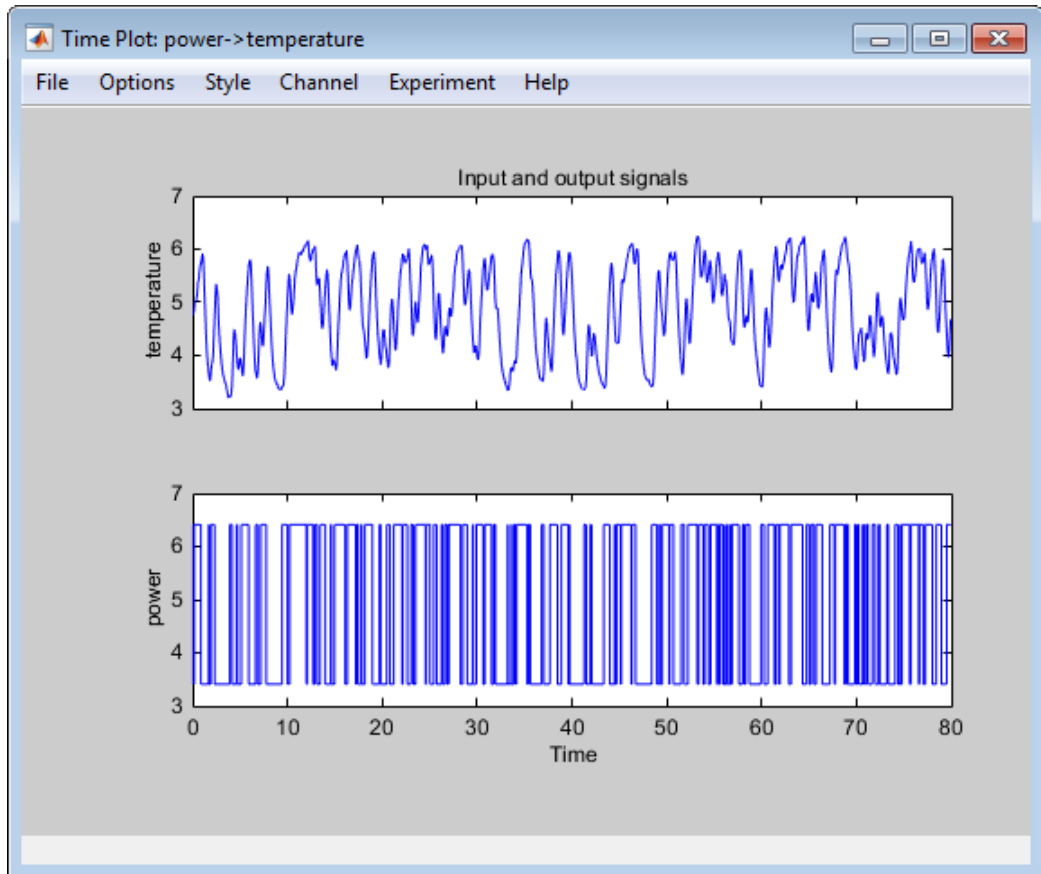 Time Plot: power->temperature
File Options Style Channel Experiment Help
Input and output signals
7
6
5
4
3
temperature
7
6
5
4
3
power
0 10 20 30 40 50 60 70 80
Time